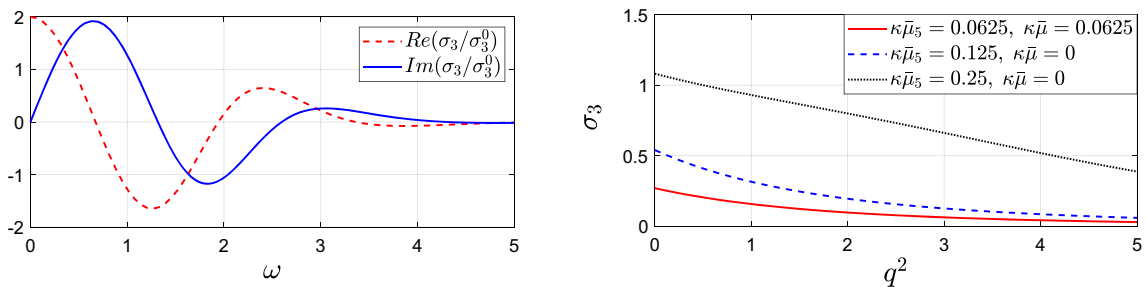 2
1
0
-1
-2
0
1
2
3
4
5
ω
Re(σ₃/σ₃⁰)
Im(σ₃/σ₃⁰)
1.5
1
0.5
0
0
1
2
3
4
5
σ₃
q²
κμ̄₅ = 0.0625, κμ̄ = 0.0625
κμ̄₅ = 0.125, κμ̄ = 0
κμ̄₅ = 0.25, κμ̄ = 0